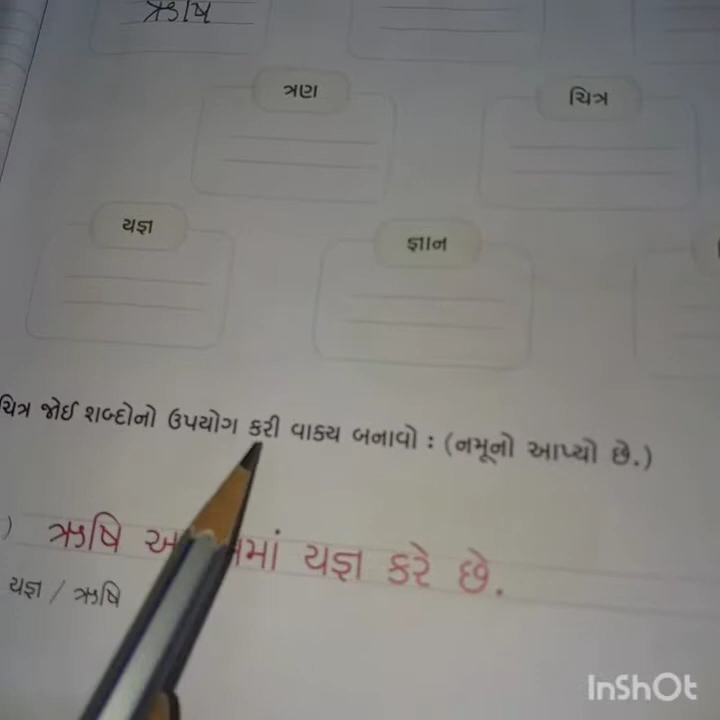 ઋષિ
ત્રણ
ચિત્ર
યજ્ઞ
જ્ઞાન
ચિત્ર જોઈ શબ્દોનો ઉપયોગ કરી વાક્ય બનાવો : (નમૂનો આપ્યો છે.)
) ઋષિ યજ્ઞ કરે છે.
યજ્ઞ / ઋષિ
InShOt